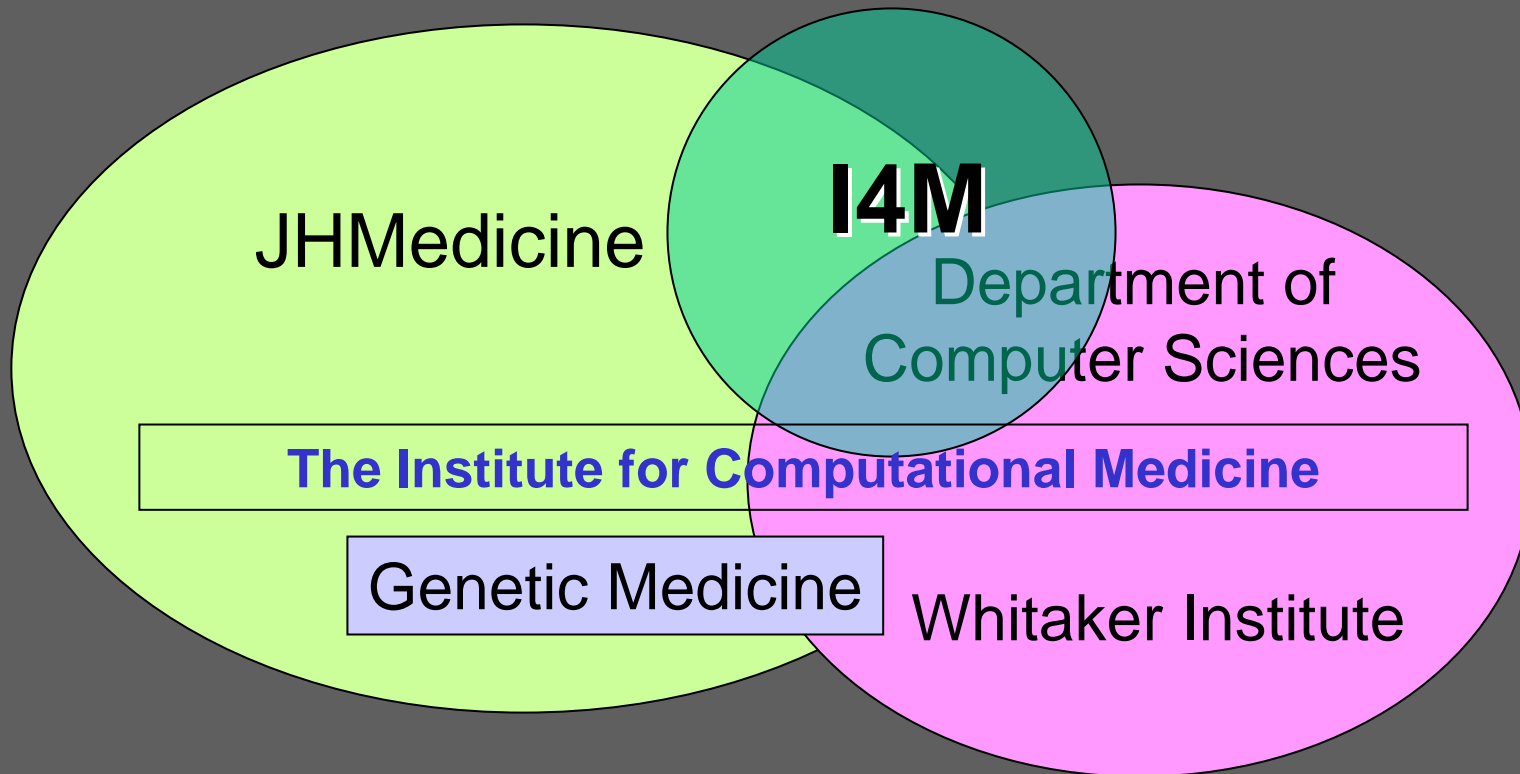 I4M
JHMedicine
Department of
Computer Sciences
The Institute for Computational Medicine
Genetic Medicine
Whitaker Institute